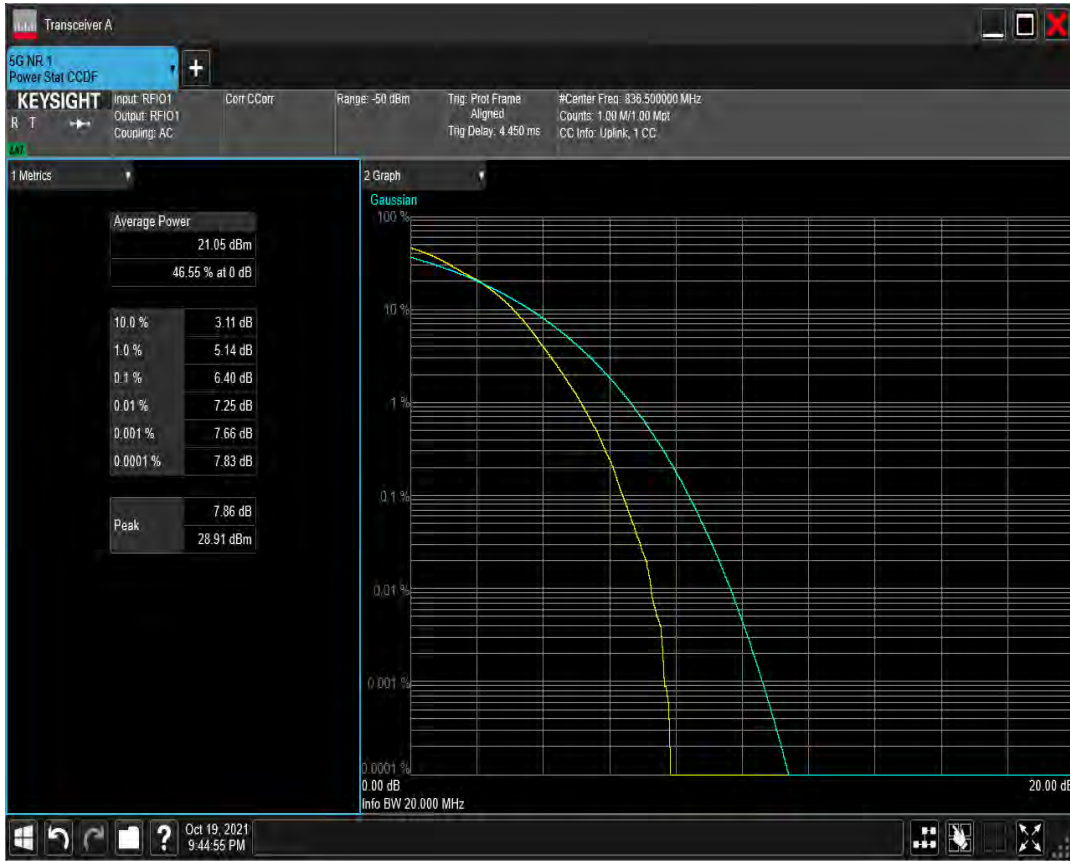 Transceiver A
5G NR 1
Power Stat CCDF
+
KEYSIGHT
R T
LXI
Input: RFIO1
Output: RFIO1
Coupling: AC
Corr CCorr
Range: -50 dBm
Trig: Prot Frame
Aligned
Trig Delay: 4.450 ms
#Center Freq: 836.500000 MHz
Counts: 1.00 M/1.00 Mpt
CC Info: Uplink, 1 CC
1 Metrics
Average Power
21.05 dBm
46.55 % at 0 dB
10.0 % 3.11 dB
1.0 % 5.14 dB
0.1 % 6.40 dB
0.01 % 7.25 dB
0.001 % 7.66 dB
0.0001 % 7.83 dB
Peak 7.86 dB
28.91 dBm
2 Graph
Gaussian
100 %
10 %
1 %
0.1 %
0.01 %
0.001 %
0.0001 %
0.00 dB 20.00 dB
Info BW 20.000 MHz
?
Oct 19, 2021
9:44:55 PM